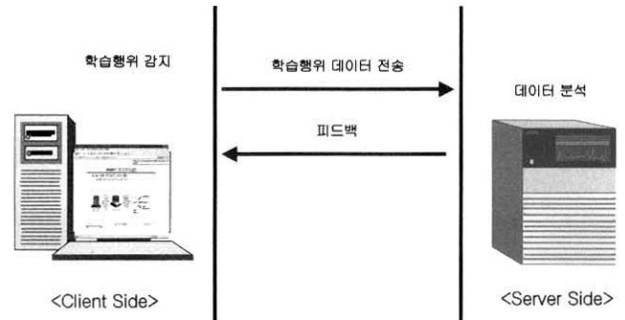 학습행위 감지
학습행위 데이터 전송
데이터 분석
피드백
<Client Side>
<Server Side>